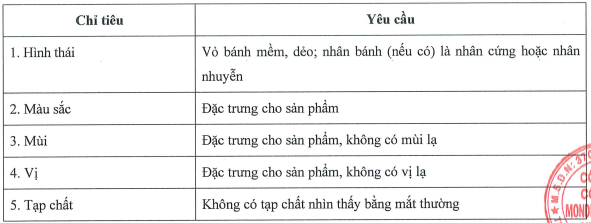 Chỉ tiêu Yêu cầu
1. Hình thái Vỏ bánh mềm, dẻo; nhân bánh (nếu có) là nhân cứng hoặc nhân
nhuyễn
2. Màu sắc Đặc trưng cho sản phẩm
3. Mùi Đặc trưng cho sản phẩm, không có mùi lạ
4. Vị Đặc trưng cho sản phẩm, không có vị lạ
5. Tạp chất Không có tạp chất nhìn thấy bằng mắt thường
M.S.D.N: 370